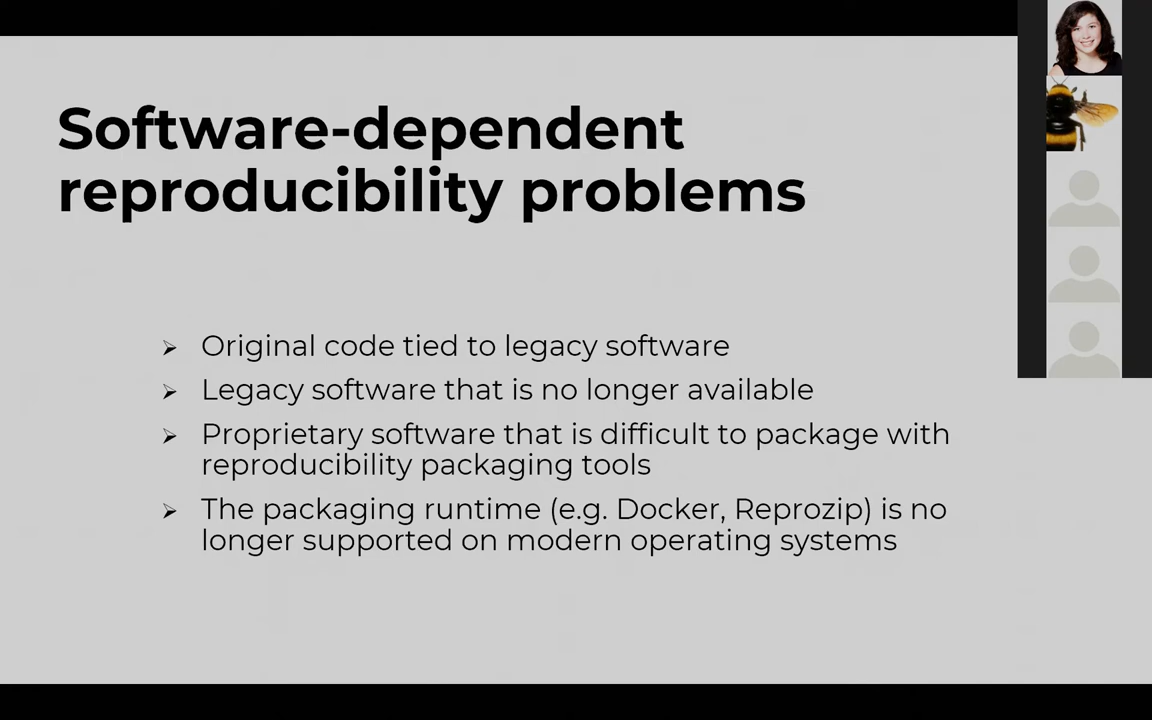 Software-dependent
reproducibility problems
Original code tied to legacy software
Legacy software that is no longer available
Proprietary software that is difficult to package with
reproducibility packaging tools
The packaging runtime (e.g. Docker, Reprozip) is no
longer supported on modern operating systems